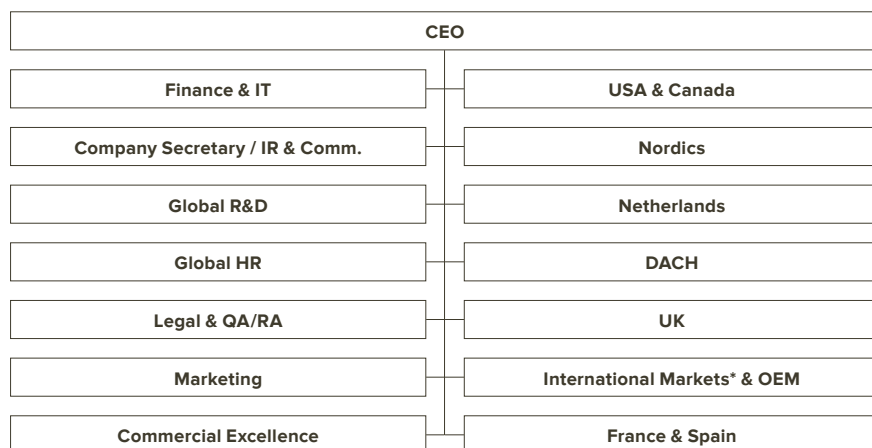 CEO
Finance & IT
USA & Canada
Company Secretary / IR & Comm.
Nordics
Global R&D
Netherlands
Global HR
DACH
Legal & QA/RA
UK
Marketing
International Markets* & OEM
Commercial Excellence
France & Spain